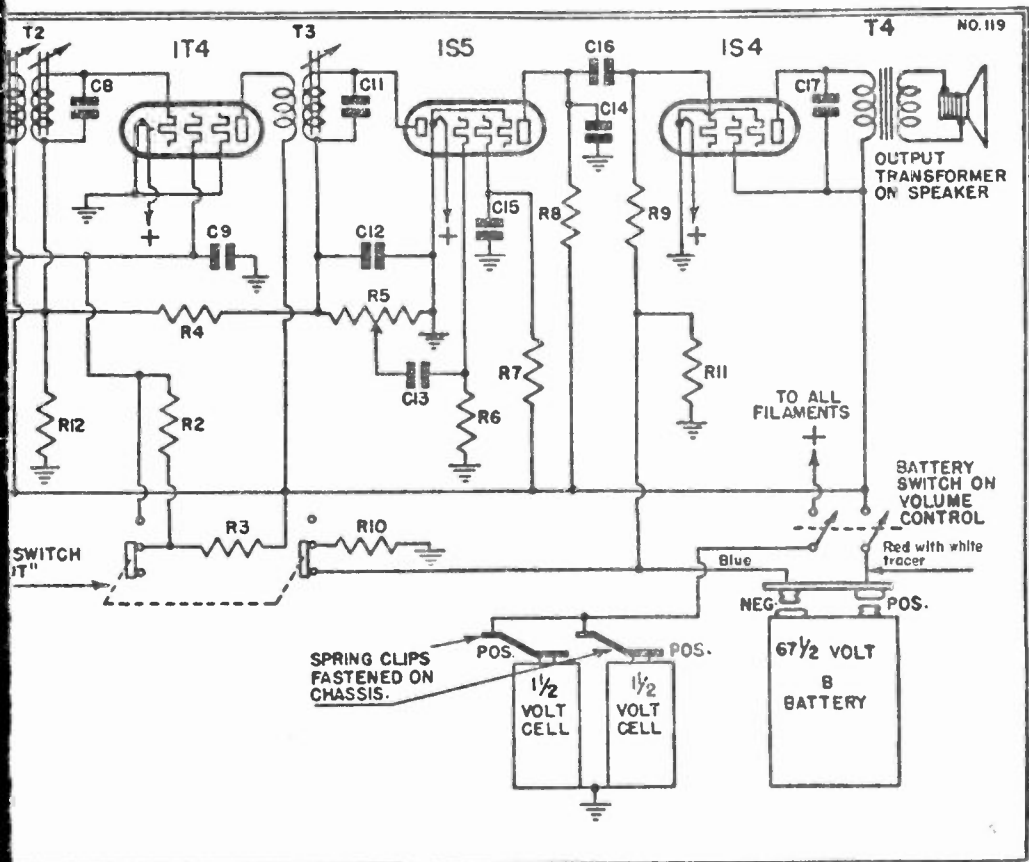 T2
IT4
T3
IS5
C16
IS4
T4
NO.119
C8
C11
C14
C17
OUTPUT
TRANSFORMER
ON SPEAKER
+
C9
C12
+
C15
R8
R9
+
R4
R5
C13
R7
R11
R12
R2
R6
TO ALL
FILAMENTS
+
BATTERY
SWITCH ON
VOLUME
CONTROL
SWITCH
R3
R10
Red with white
tracer
Blue
NEG.
POS.
SPRING CLIPS
FASTENED ON
CHASSIS.
POS.
POS.
1½
VOLT
CELL
1½
VOLT
CELL
67½ VOLT
B
BATTERY